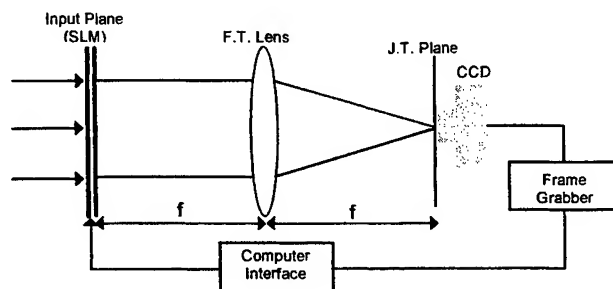 Input Plane
(SLM)
F.T. Lens
J.T. Plane
CCD
f
f
Frame
Grabber
Computer
Interface